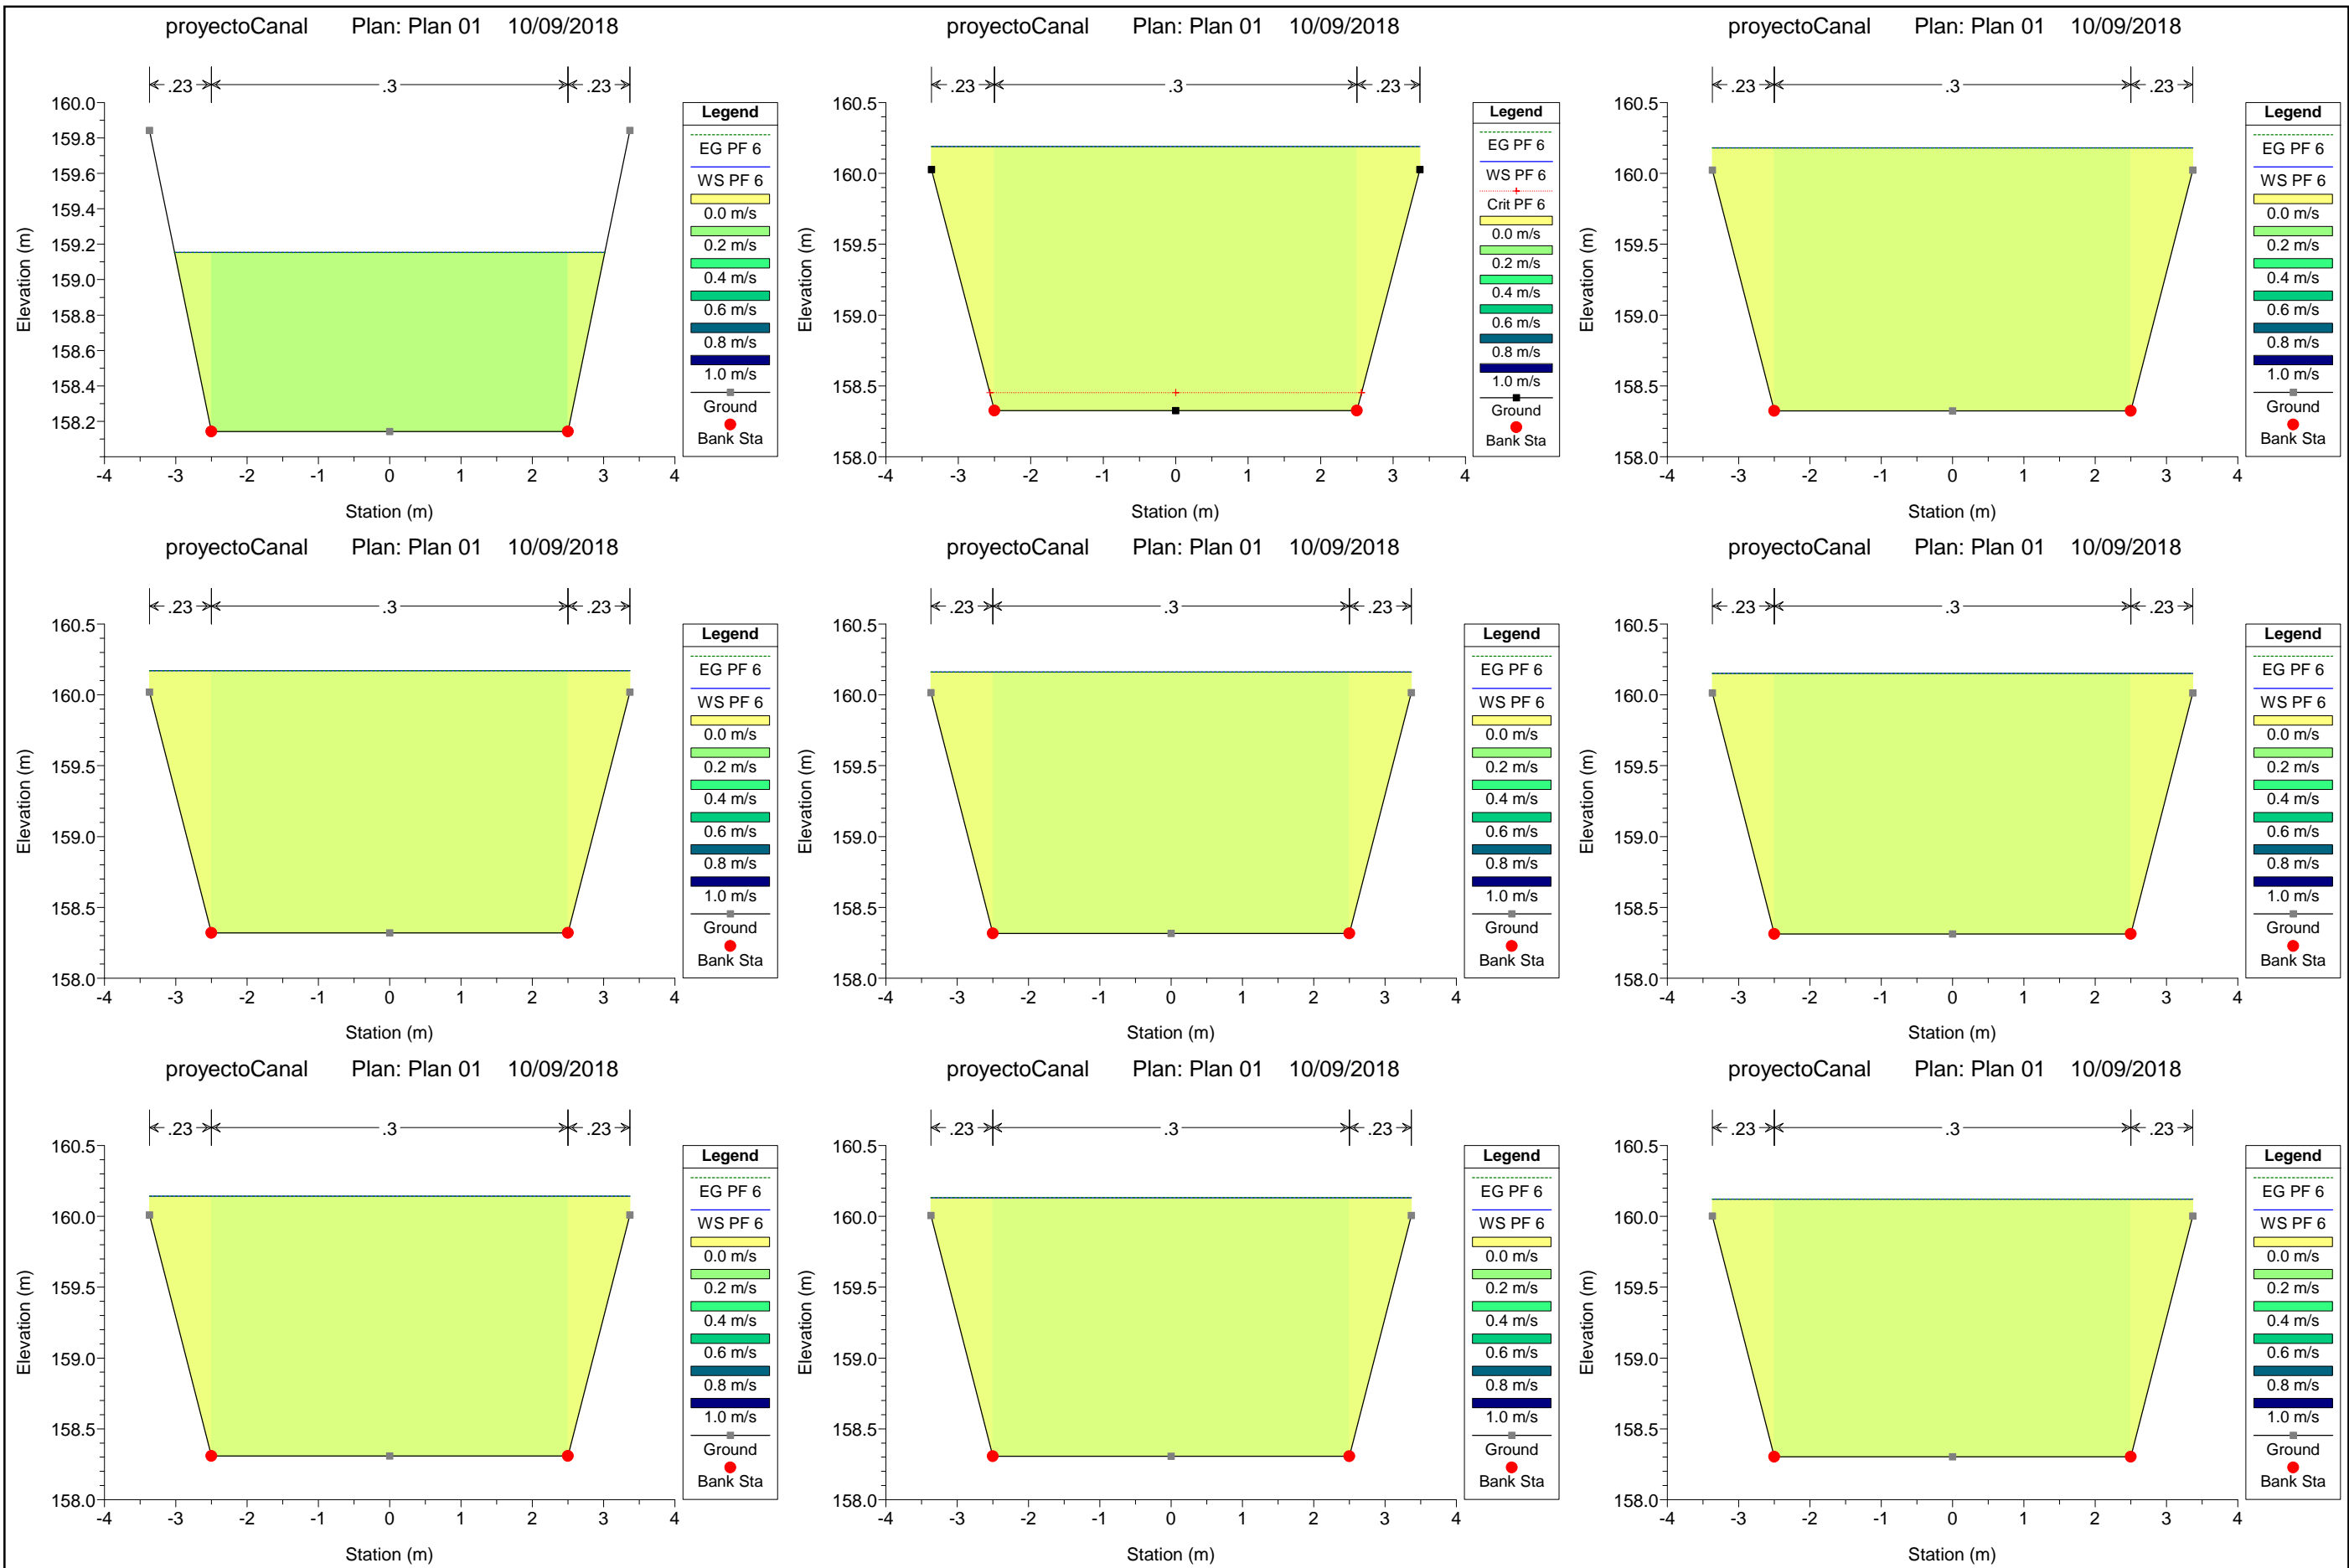 proyectoCanal Plan: Plan 01 10/09/2018
.23 .3 .23
160.0
159.8
159.6
159.4
159.2
159.0
158.8
158.6
158.4
158.2
Elevation (m)
-4 -3 -2 -1 0 1 2 3 4
Station (m)
Legend
EG PF 6
WS PF 6
0.0 m/s
0.2 m/s
0.4 m/s
0.6 m/s
0.8 m/s
1.0 m/s
Ground
Bank Sta
proyectoCanal Plan: Plan 01 10/09/2018
.23 .3 .23
160.5
160.0
159.5
159.0
158.5
158.0
Elevation (m)
-4 -3 -2 -1 0 1 2 3 4
Station (m)
Legend
EG PF 6
WS PF 6
Crit PF 6
0.0 m/s
0.2 m/s
0.4 m/s
0.6 m/s
0.8 m/s
1.0 m/s
Ground
Bank Sta
proyectoCanal Plan: Plan 01 10/09/2018
.23 .3 .23
160.5
160.0
159.5
159.0
158.5
158.0
Elevation (m)
-4 -3 -2 -1 0 1 2 3 4
Station (m)
Legend
EG PF 6
WS PF 6
0.0 m/s
0.2 m/s
0.4 m/s
0.6 m/s
0.8 m/s
1.0 m/s
Ground
Bank Sta
proyectoCanal Plan: Plan 01 10/09/2018
.23 .3 .23
160.5
160.0
159.5
159.0
158.5
158.0
Elevation (m)
-4 -3 -2 -1 0 1 2 3 4
Station (m)
Legend
EG PF 6
WS PF 6
0.0 m/s
0.2 m/s
0.4 m/s
0.6 m/s
0.8 m/s
1.0 m/s
Ground
Bank Sta
proyectoCanal Plan: Plan 01 10/09/2018
.23 .3 .23
160.5
160.0
159.5
159.0
158.5
158.0
Elevation (m)
-4 -3 -2 -1 0 1 2 3 4
Station (m)
Legend
EG PF 6
WS PF 6
0.0 m/s
0.2 m/s
0.4 m/s
0.6 m/s
0.8 m/s
1.0 m/s
Ground
Bank Sta
proyectoCanal Plan: Plan 01 10/09/2018
.23 .3 .23
160.5
160.0
159.5
159.0
158.5
158.0
Elevation (m)
-4 -3 -2 -1 0 1 2 3 4
Station (m)
Legend
EG PF 6
WS PF 6
0.0 m/s
0.2 m/s
0.4 m/s
0.6 m/s
0.8 m/s
1.0 m/s
Ground
Bank Sta
proyectoCanal Plan: Plan 01 10/09/2018
.23 .3 .23
160.5
160.0
159.5
159.0
158.5
158.0
Elevation (m)
-4 -3 -2 -1 0 1 2 3 4
Station (m)
Legend
EG PF 6
WS PF 6
0.0 m/s
0.2 m/s
0.4 m/s
0.6 m/s
0.8 m/s
1.0 m/s
Ground
Bank Sta
proyectoCanal Plan: Plan 01 10/09/2018
.23 .3 .23
160.5
160.0
159.5
159.0
158.5
158.0
Elevation (m)
-4 -3 -2 -1 0 1 2 3 4
Station (m)
Legend
EG PF 6
WS PF 6
0.0 m/s
0.2 m/s
0.4 m/s
0.6 m/s
0.8 m/s
1.0 m/s
Ground
Bank Sta
proyectoCanal Plan: Plan 01 10/09/2018
.23 .3 .23
160.5
160.0
159.5
159.0
158.5
158.0
Elevation (m)
-4 -3 -2 -1 0 1 2 3 4
Station (m)
Legend
EG PF 6
WS PF 6
0.0 m/s
0.2 m/s
0.4 m/s
0.6 m/s
0.8 m/s
1.0 m/s
Ground
Bank Sta